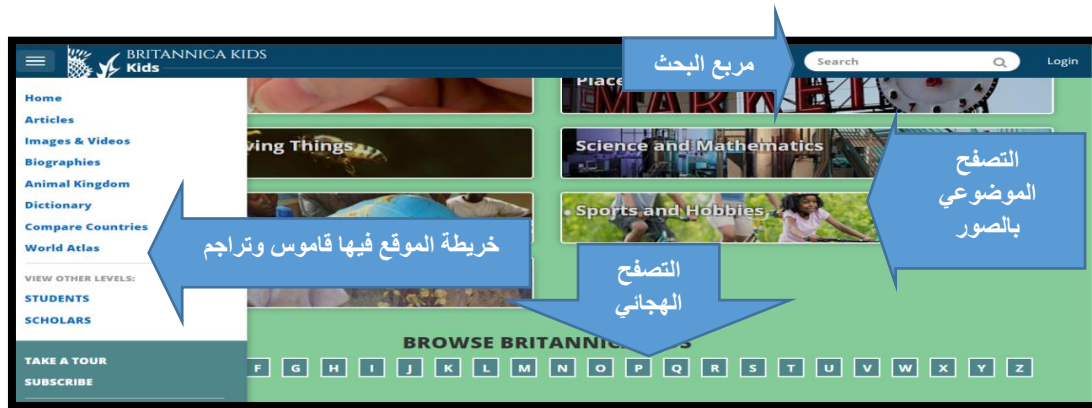 BRITANNICA KIDS
Kids
مربع البحث
Search
Login
Home
Articles
Images & Videos
Biographies
Animal Kingdom
Dictionary
Compare Countries
World Atlas
VIEW OTHER LEVELS:
STUDENTS
SCHOLARS
TAKE A TOUR
SUBSCRIBE
MARKET
Science and Mathematics
Things
Sports and Hobbies
التصفح
الموضوعي
بالصور
خريطة الموقع فيها قاموس وتراجم
التصفح
الهجائي
BROWSE
F G H I J K L M N O P Q R S T U V W X Y Z